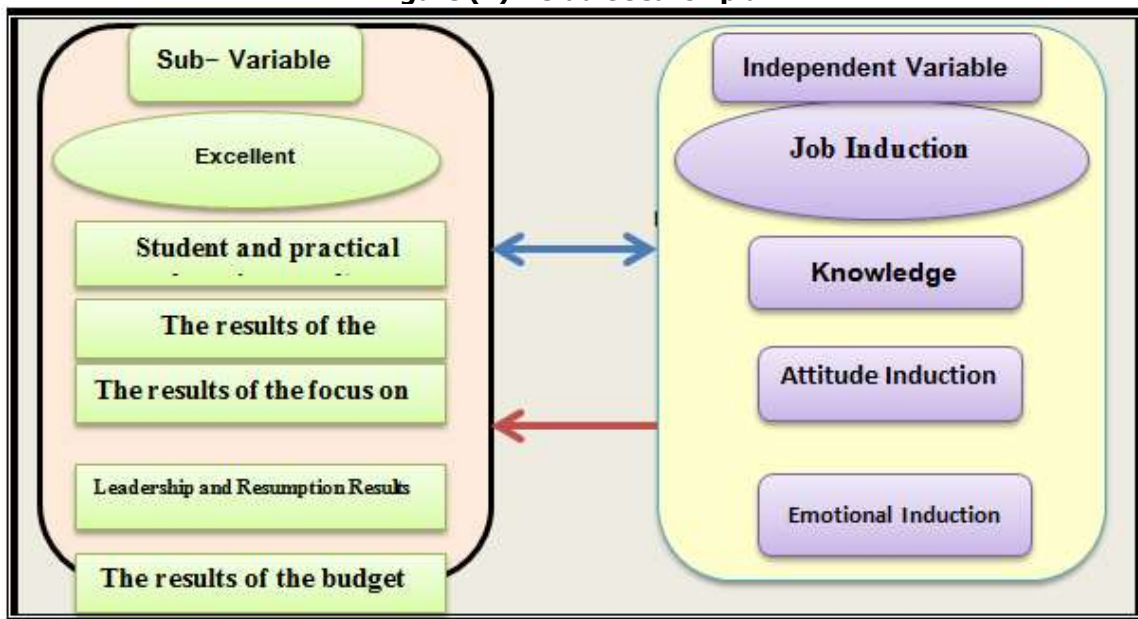 Sub- Variable
Excellent
Student and practical
The results of the
The results of the focus on
Leadership and Resumption Results
The results of the budget
Independent Variable
Job Induction
Knowledge
Attitude Induction
Emotional Induction